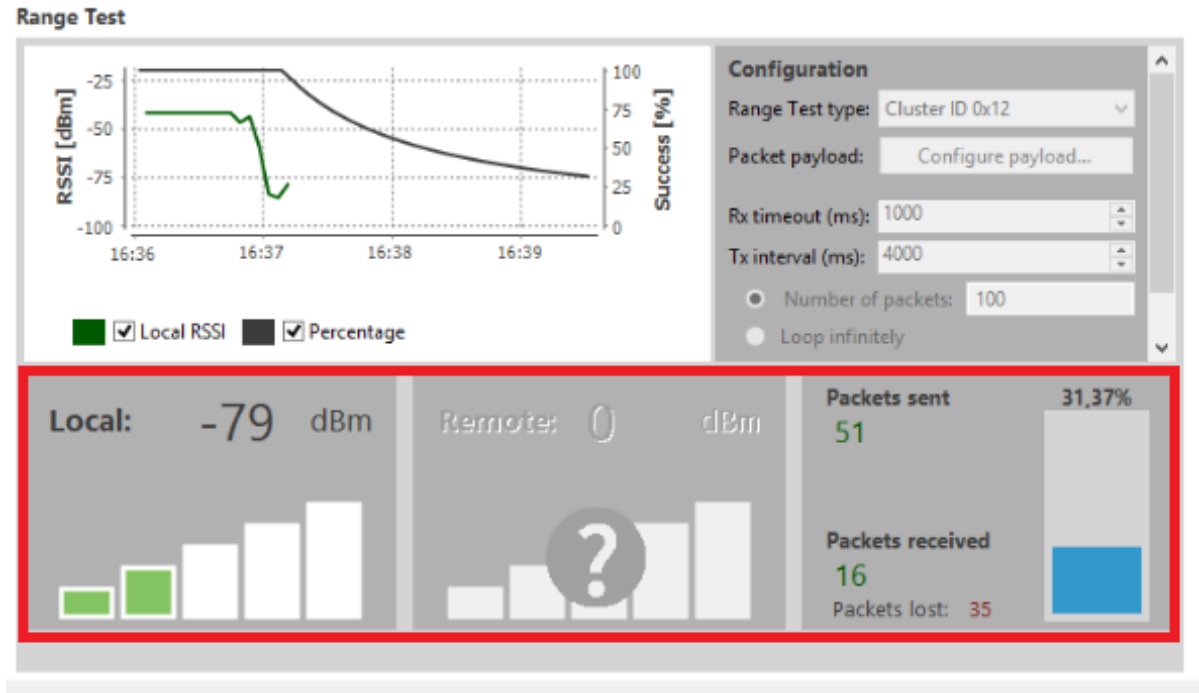 Range Test
RSSI [dBm]
-25
-50
-75
-100
100
75
50
25
0
Success [%]
16:36 16:37 16:38 16:39
Local RSSI Percentage
Configuration
Range Test type: Cluster ID 0x12
Packet payload: Configure payload...
Rx timeout (ms): 1000
Tx interval (ms): 4000
Number of packets: 100
Loop infinitely
Local: -79 dBm
Remote: 0 dBm
?
Packets sent 31,37%
51
Packets received
16
Packets lost: 35